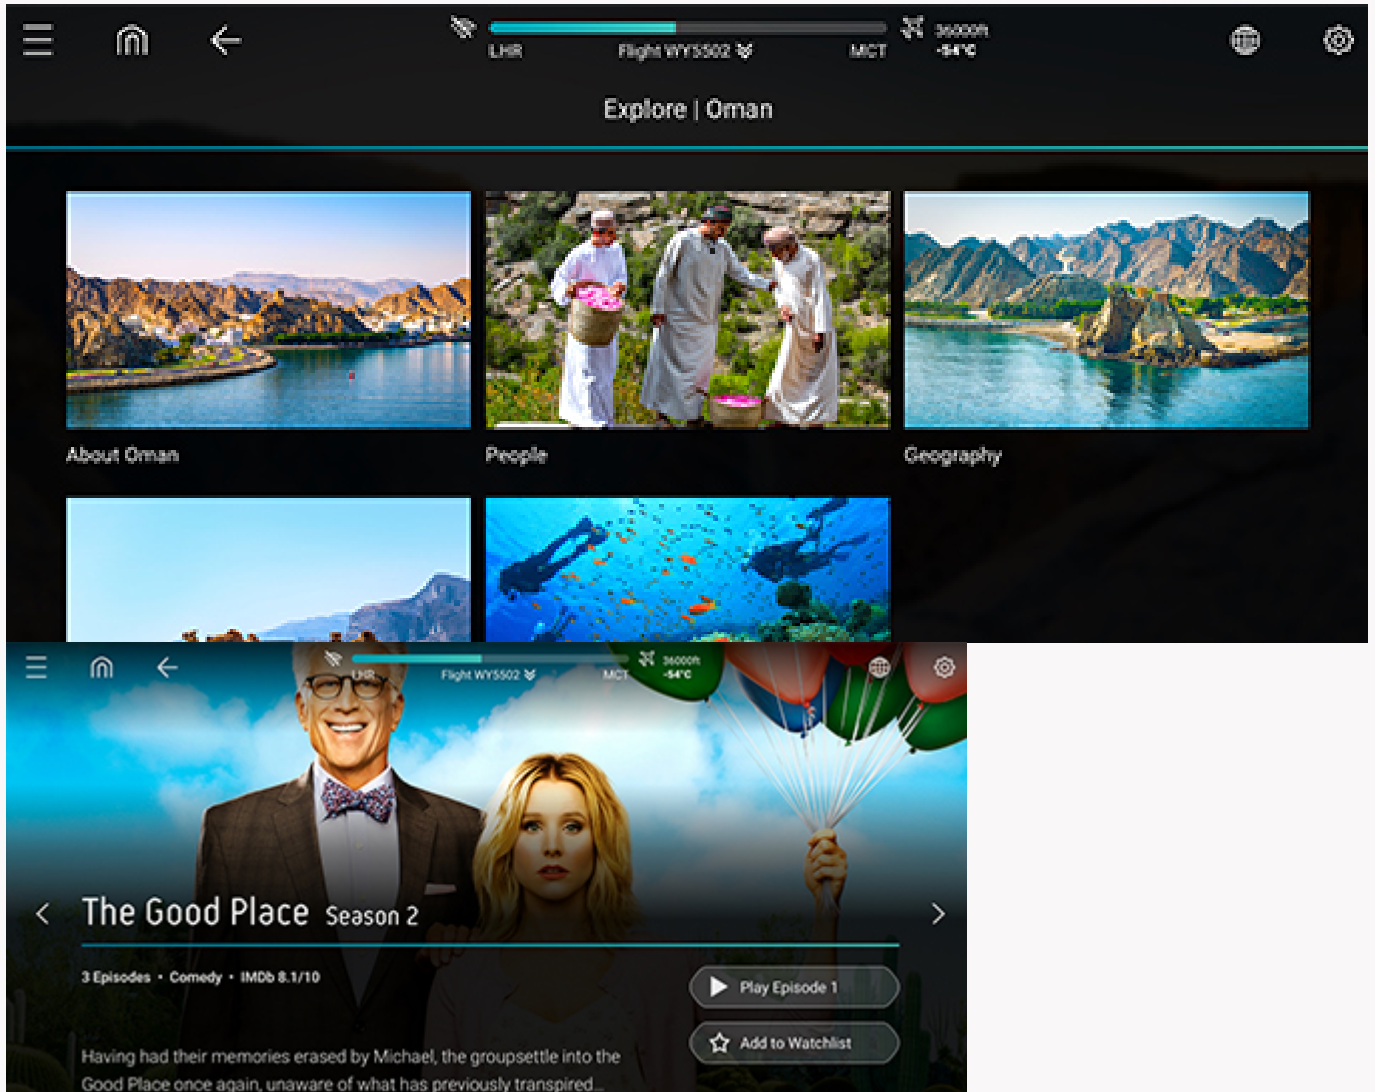 36000ft
LHR Flight WY5502 MCT -54°C
Explore | Oman
About Oman People Geography
36000ft
LHR Flight WY5502 MCT -54°C
The Good Place Season 2
3 Episodes • Comedy • IMDb 8.1/10
Play Episode 1
Add to Watchlist
Having had their memories erased by Michael, the groupsettle into the
Good Place once again, unaware of what has previously transpired...